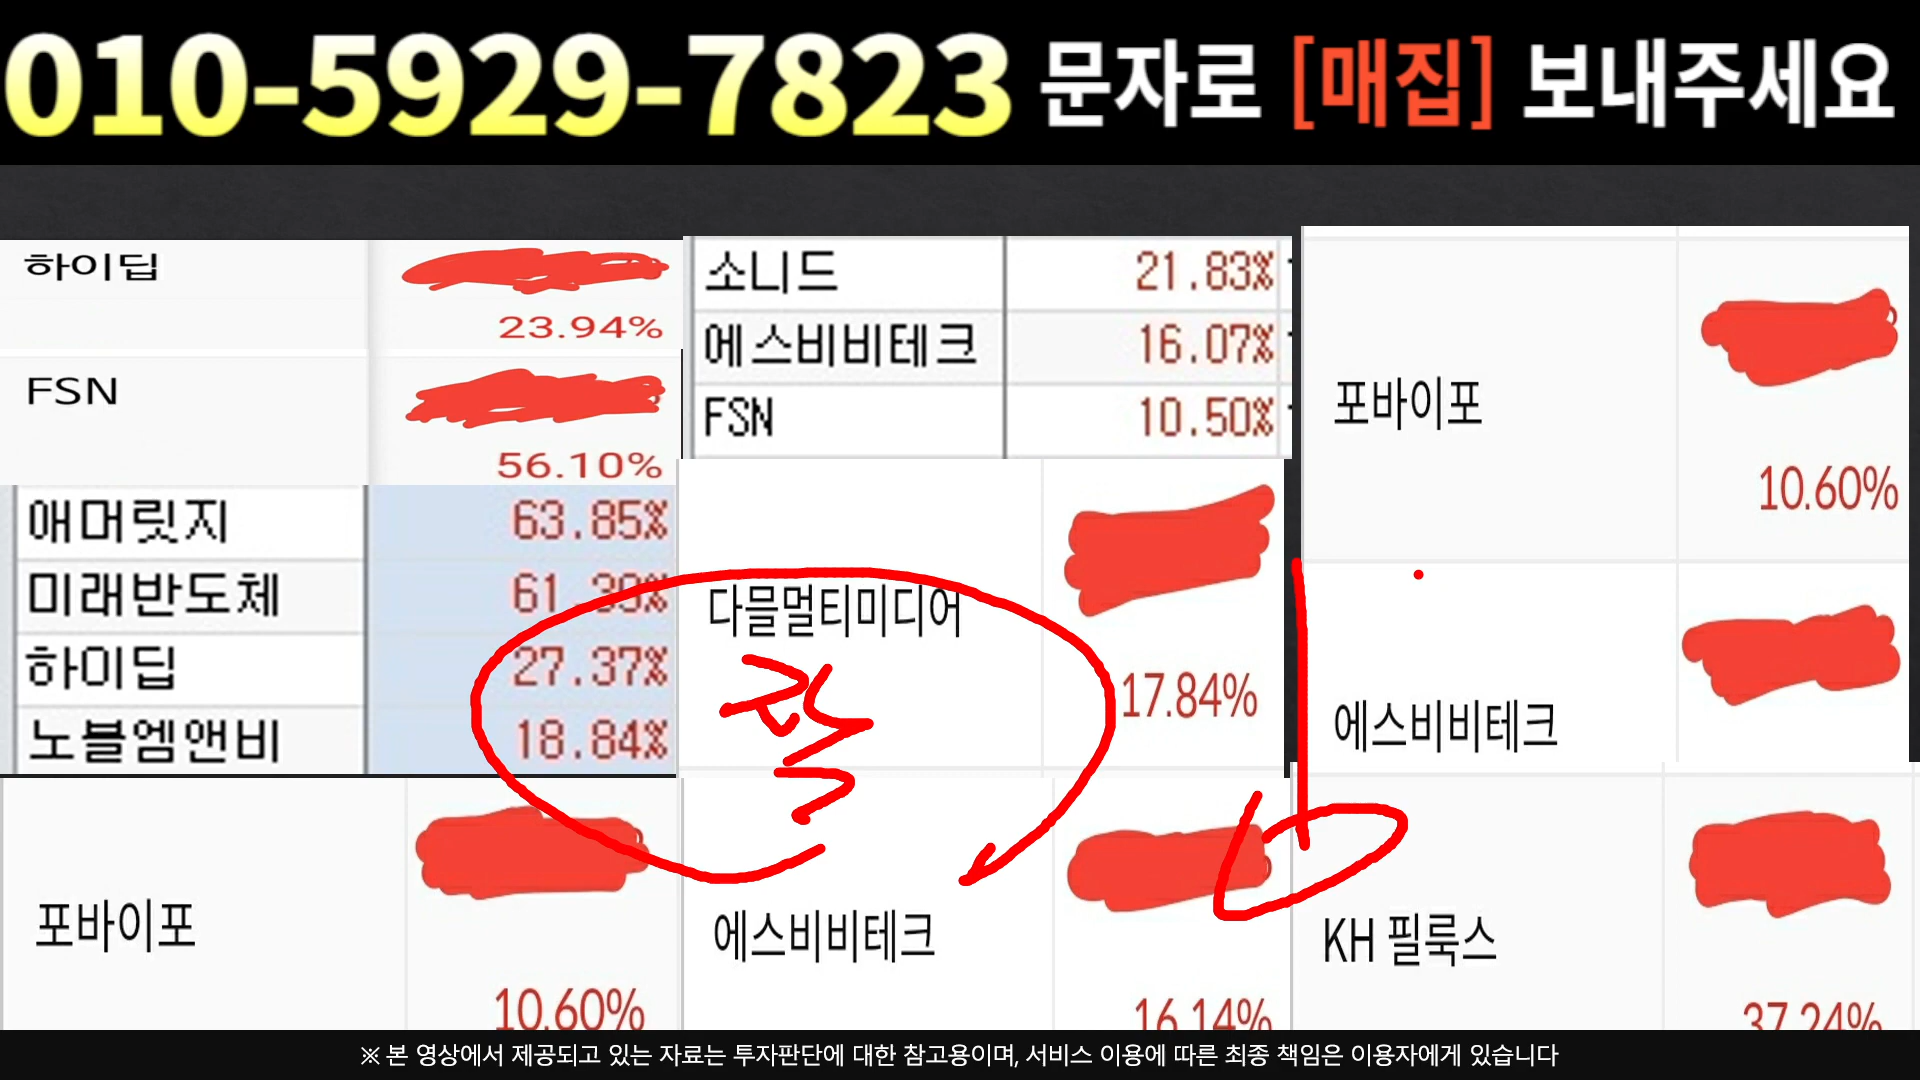 010-5929-7823 문자로 [매집] 보내주세요
하이딥
23.94%
FSN
56.10%
애머릿지 63.85%
미래반도체 61.39%
하이딥 27.37%
노블엠앤비 18.84%
소니드 21.83%
에스비비테크 16.07%
FSN 10.50%
다믈멀티미디어
17.84%
포바이포
10.60%
에스비비테크
포바이포
10.60%
에스비비테크
16.14%
KH 필룩스
37.24%
※ 본 영상에서 제공되고 있는 자료는 투자판단에 대한 참고용이며, 서비스 이용에 따른 최종 책임은 이용자에게 있습니다